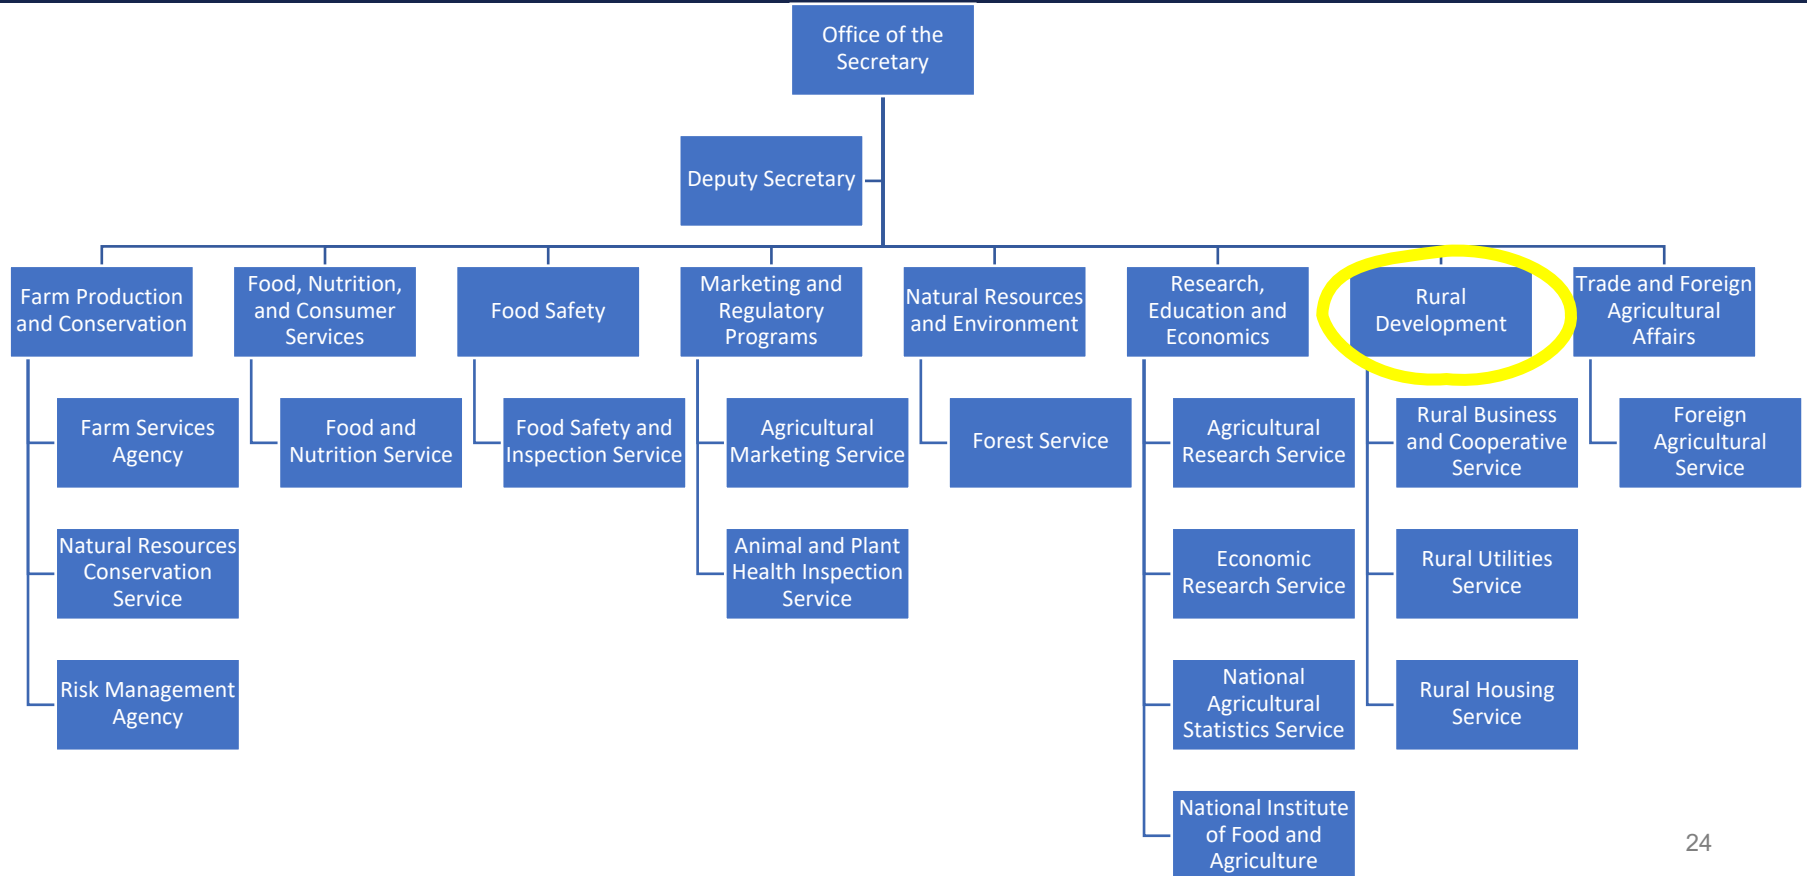 Office of the
Secretary
Deputy Secretary
Farm Production
and Conservation
Food, Nutrition,
and Consumer
Services
Food Safety
Marketing and
Regulatory
Programs
Natural Resources
and Environment
Research,
Education and
Economics
Rural
Development
Trade and Foreign
Agricultural
Affairs
Farm Services
Agency
Food and
Nutrition Service
Food Safety and
Inspection Service
Agricultural
Marketing Service
Forest Service
Agricultural
Research Service
Rural Business
and Cooperative
Service
Foreign
Agricultural
Service
Natural Resources
Conservation
Service
Animal and Plant
Health Inspection
Service
Economic
Research Service
Rural Utilities
Service
Risk Management
Agency
National
Agricultural
Statistics Service
Rural Housing
Service
National Institute
of Food and
Agriculture
24